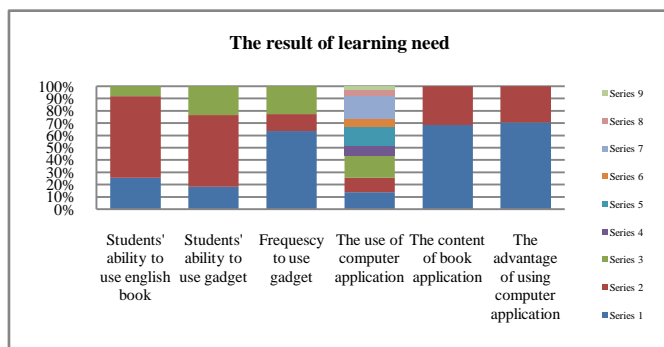 The result of learning need
100%
90%
80%
70%
60%
50%
40%
30%
20%
10%
0%
Students' ability to use english book
Students' ability to use gadget
Frequescy to use gadget
The use of computer application
The content of book application
The advantage of using computer application
Series 9
Series 8
Series 7
Series 6
Series 5
Series 4
Series 3
Series 2
Series 1